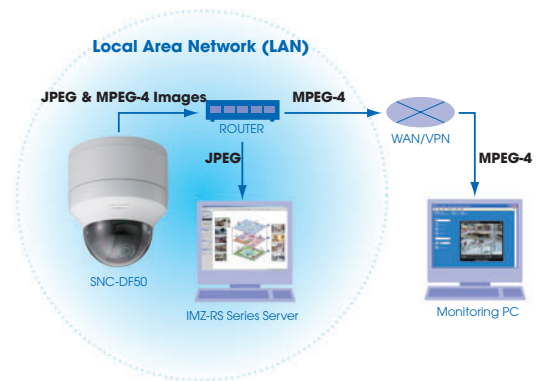 Local Area Network (LAN)
JPEG & MPEG-4 Images
MPEG-4
ROUTER
WAN/VPN
JPEG
MPEG-4
SNC-DF50
IMZ-RS Series Server
Monitoring PC